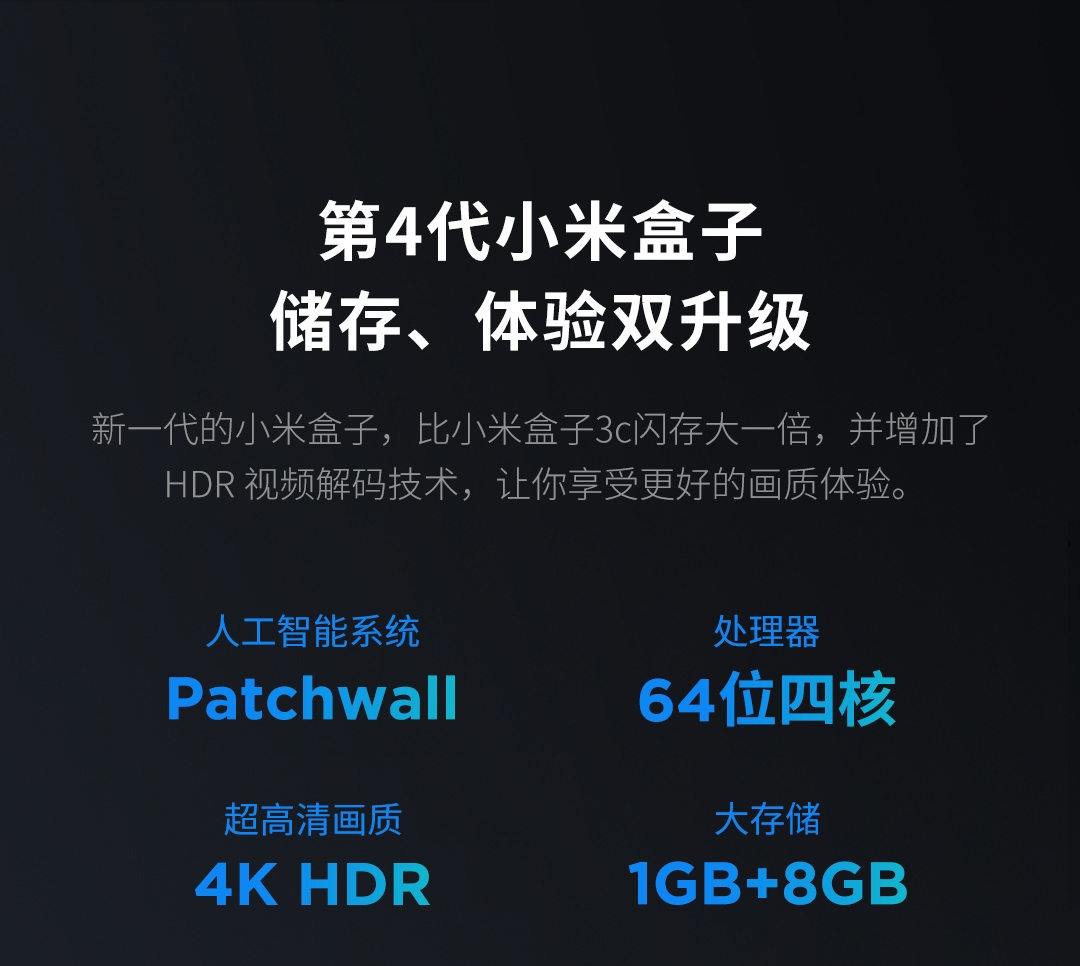 第4代小米盒子
储存、体验双升级
新一代的小米盒子，比小米盒子3c闪存大一倍，并增加了
HDR 视频解码技术，让你享受更好的画质体验。
人工智能系统
Patchwall
处理器
64位四核
超高清画质
4K HDR
大存储
1GB+8GB